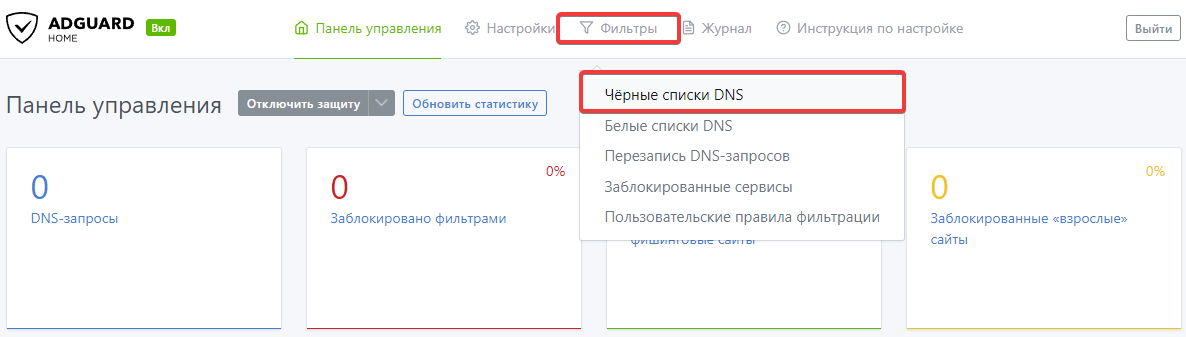 ADGUARD
HOME
Вкл
Панель управления
Настройки
Фильтры
Журнал
Инструкция по настройке
Выйти
Панель управления
Отключить защиту
Обновить статистику
Чёрные списки DNS
Белые списки DNS
Перезапись DNS-запросов
Заблокированные сервисы
Пользовательские правила фильтрации
0
DNS-запросы
0%
0
Заблокировано фильтрами
фишинговые сайты
0%
0
Заблокированные «взрослые»
сайты